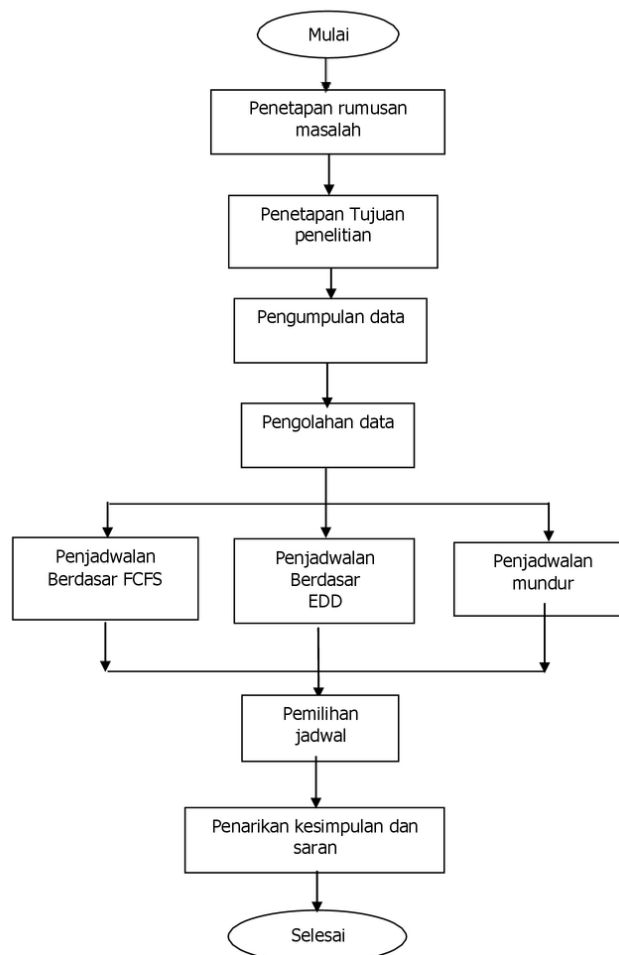 Mulai
Penetapan rumusan
masalah
Penetapan Tujuan
penelitian
Pengumpulan data
Pengolahan data
Penjadwalan
Berdasar FCFS
Penjadwalan
Berdasar
EDD
Penjadwalan
mundur
Pemilihan
jadwal
Penarikan kesimpulan dan
saran
Selesai